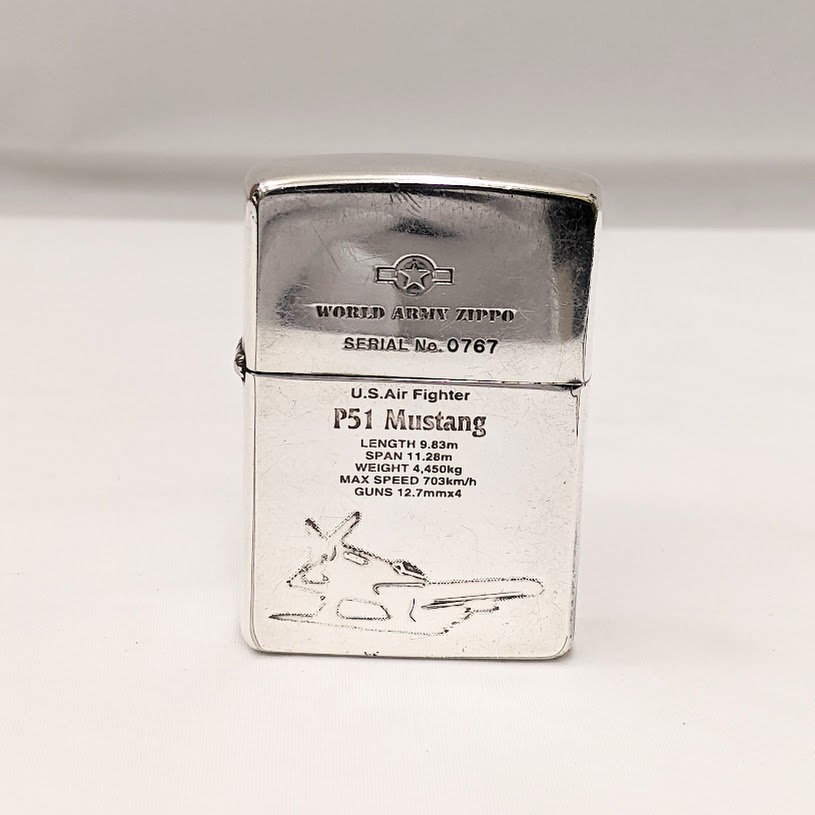 WORLD ARMY ZIPPO
SERIAL No. 0767
U.S.Air Fighter
P51 Mustang
LENGTH 9.83m
SPAN 11.28m
WEIGHT 4,450kg
MAX SPEED 703km/h
GUNS 12.7mmx4